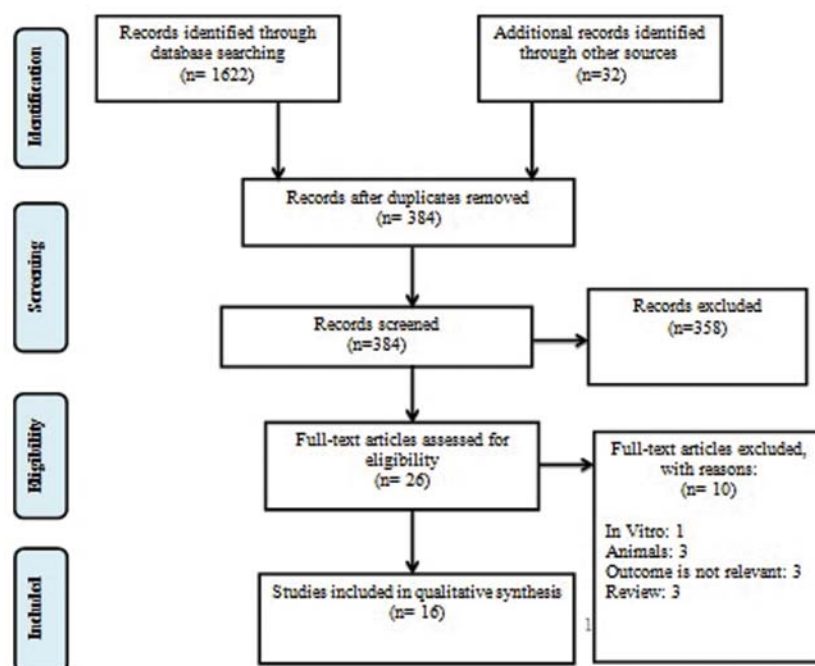 Identification
Records identified through
database searching
(n= 1622)
Additional records identified
through other sources
(n=32)
Records after duplicates removed
(n= 384)
Screening
Records screened
(n=384)
Records excluded
(n=358)
Eligibility
Full-text articles assessed for
eligibility
(n= 26)
Full-text articles excluded,
with reasons:
(n= 10)
In Vitro: 1
Animals: 3
Outcome is not relevant: 3
Review: 3
Included
Studies included in qualitative synthesis
(n= 16)
1